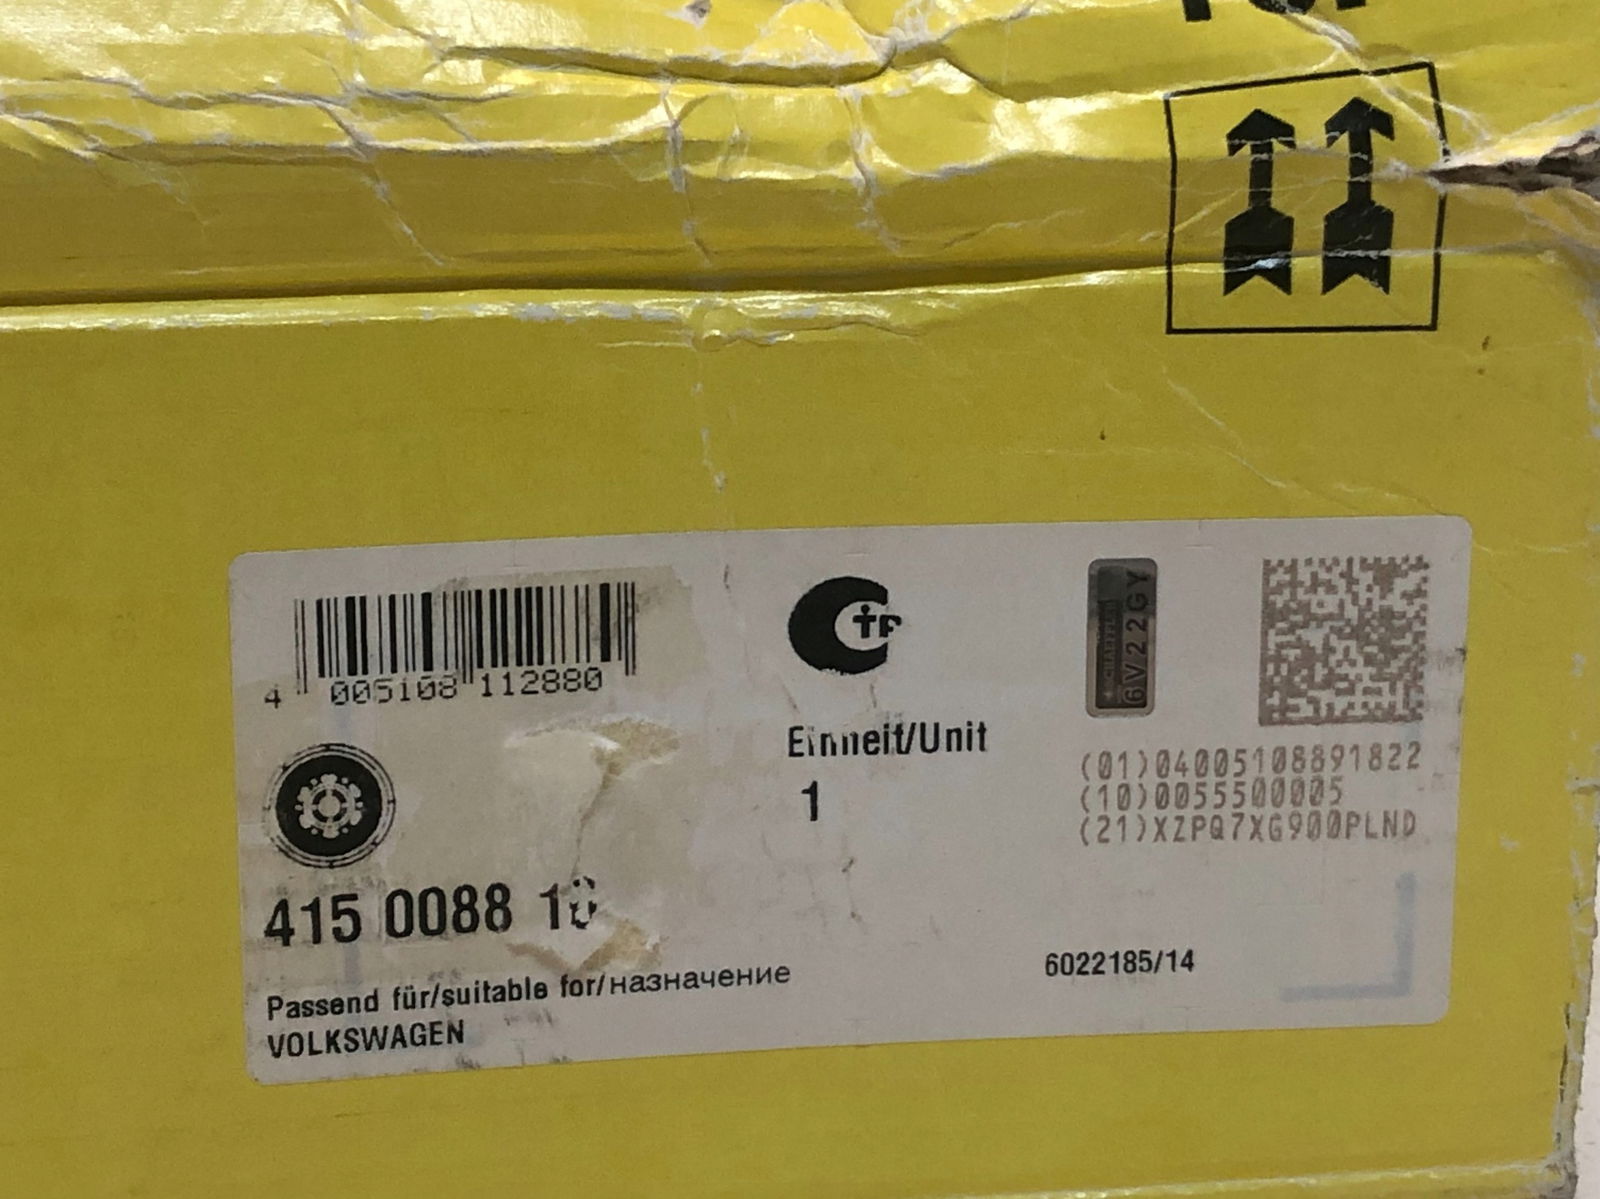 4 005108 112880
Einheit/Unit
1
6V22GY
(01)04005108891822
(10)0055500005
(21)XZPQ7XG900PLND
415 0088 10
6022185/14
Passend für/suitable for/назначение
VOLKSWAGEN